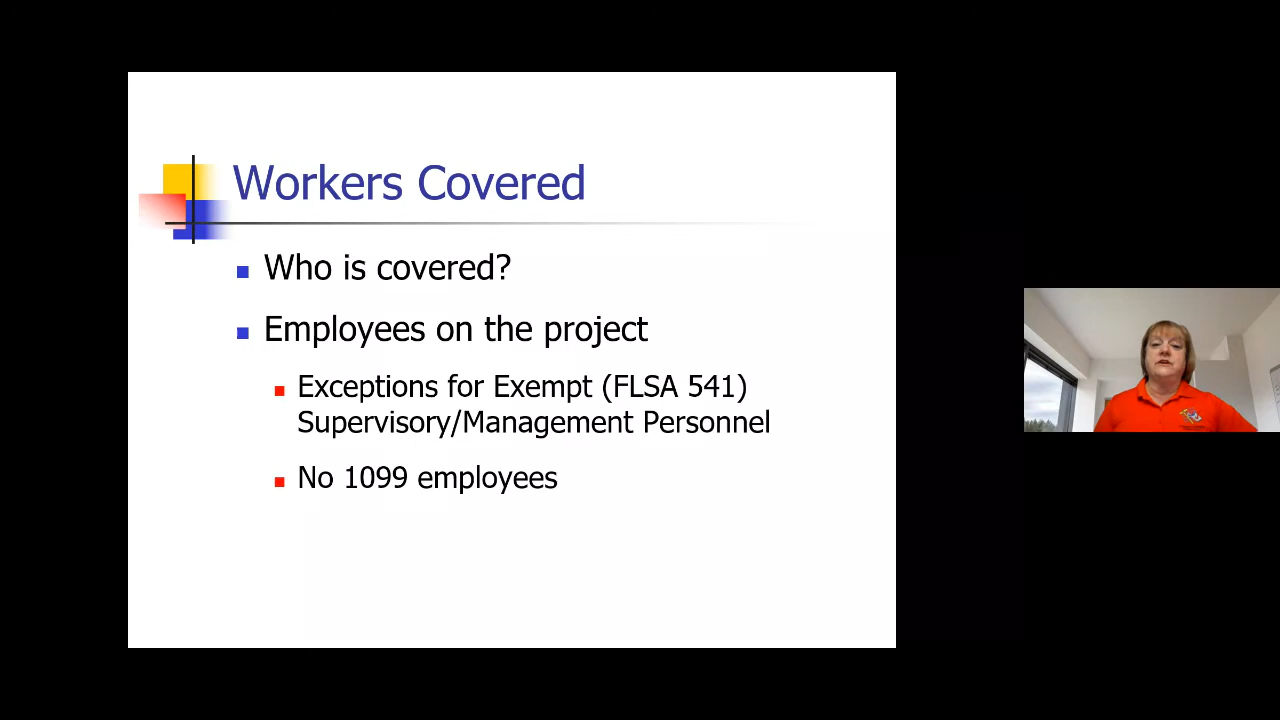 Workers Covered
Who is covered?
Employees on the project
Exceptions for Exempt (FLSA 541)
Supervisory/Management Personnel
No 1099 employees